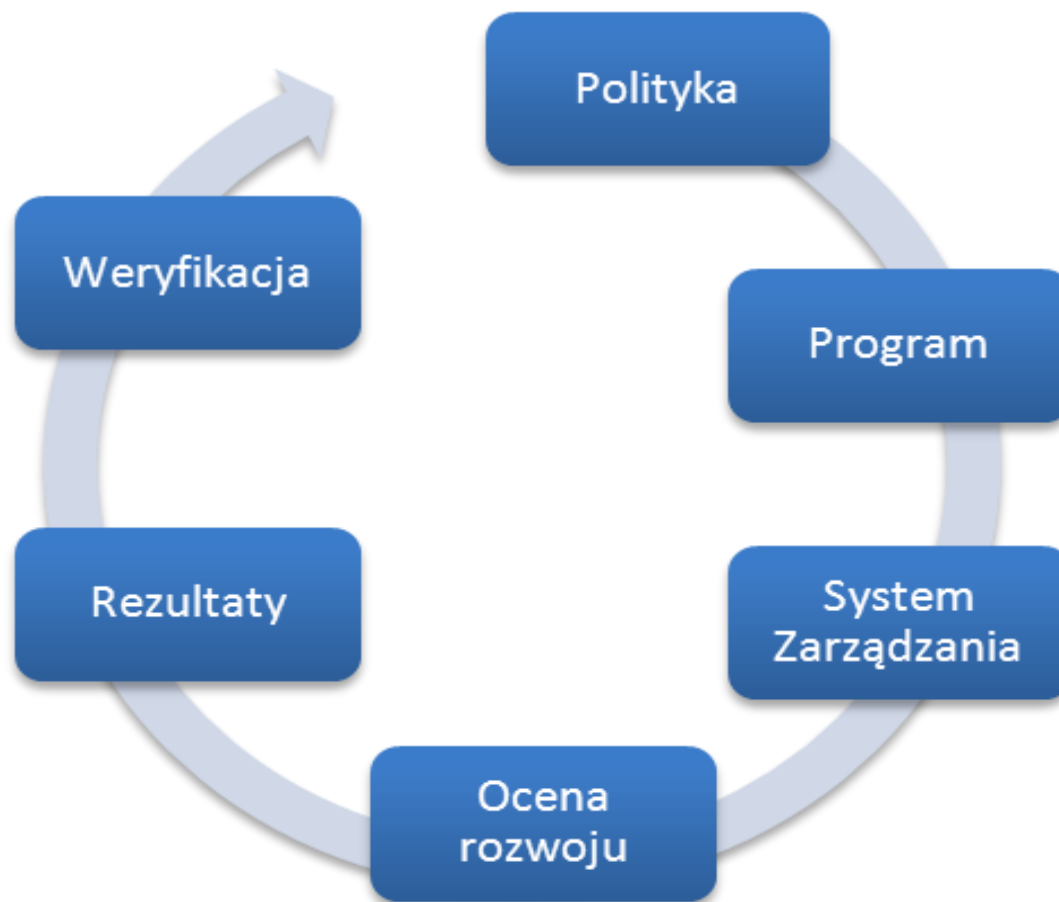 Polityka
Program
System
Zarządzania
Ocena
rozwoju
Rezultaty
Weryfikacja